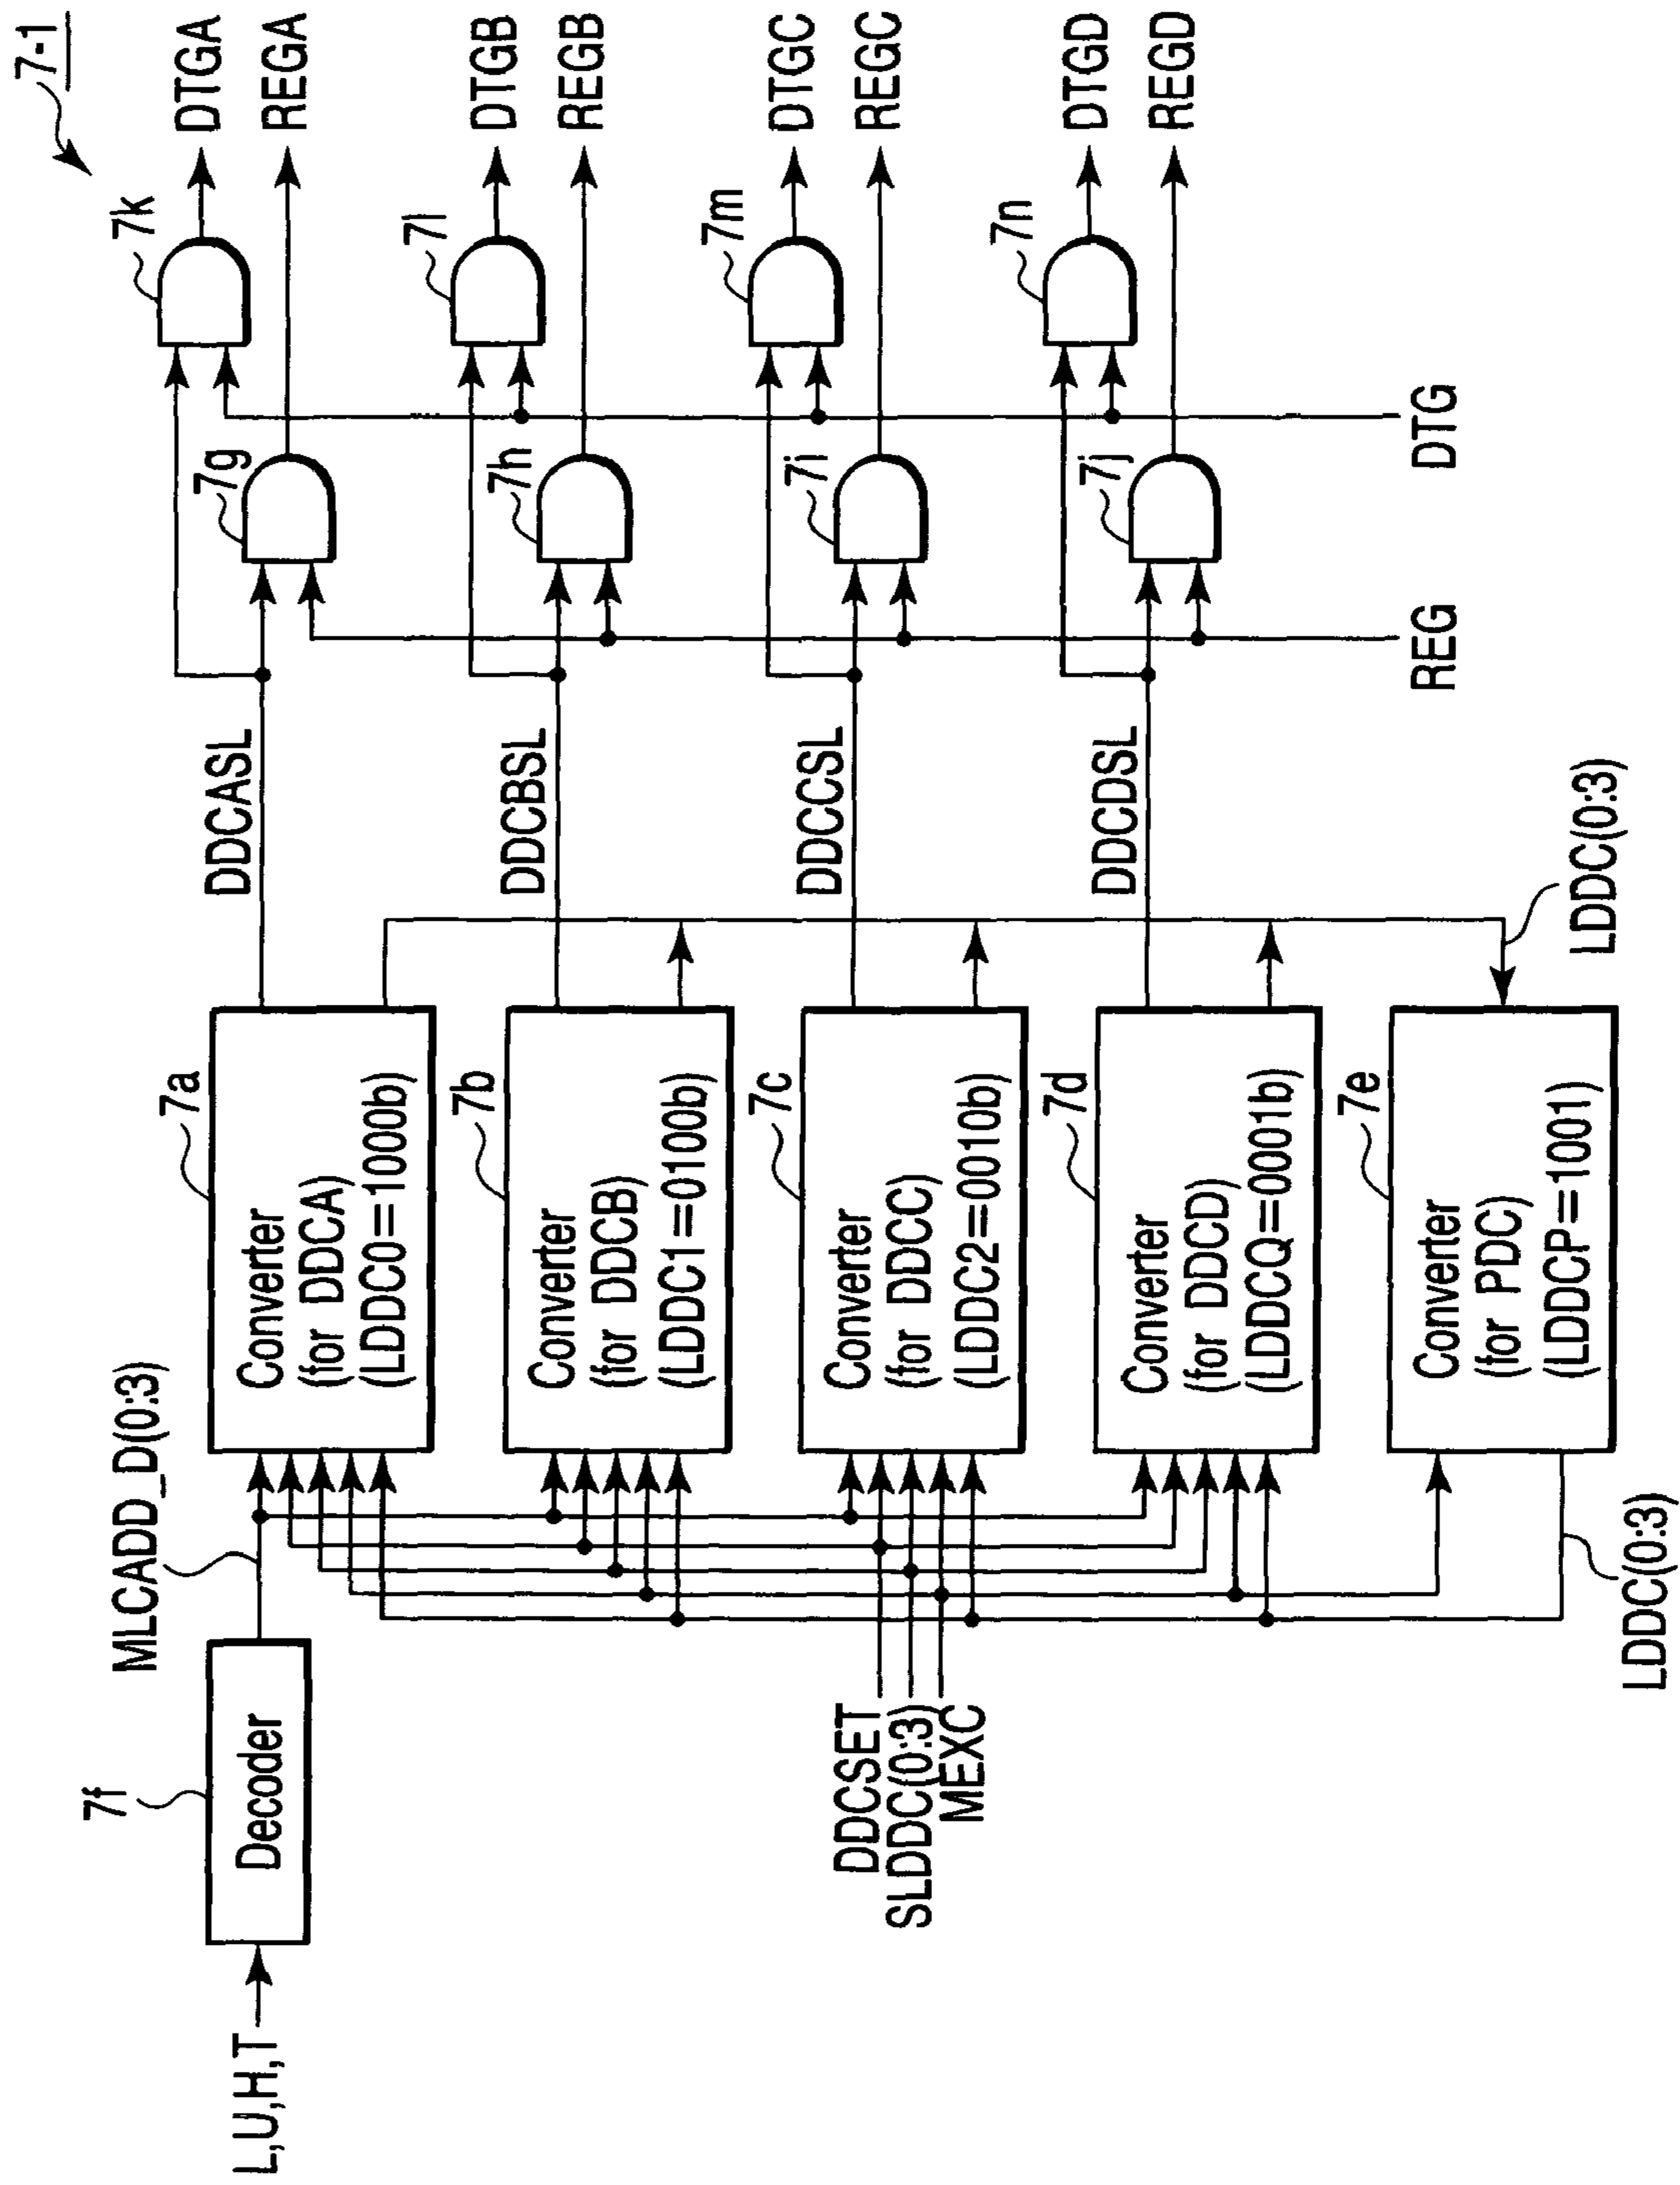 7-1
L,U,H,T
7f
Decoder
MLCADD_D(0:3)
7a
Converter
(for DDCA)
(LDDC0=1000b)
DDCASL
7g
7k
DTGA
REGA
7b
Converter
(for DDCB)
(LDDC1=0100b)
DDCBSL
7h
7l
DTGB
REGB
DDCSET
SLDDC(0:3)
MEXC
7c
Converter
(for DDCC)
(LDDC2=0010b)
DDCCSL
7i
7m
DTGC
REGC
7d
Converter
(for DDCD)
(LDDCQ=0001b)
DDCDSL
7j
7n
DTGD
REGD
7e
Converter
(for PDC)
(LDDCP=1001)
LDDC(0:3)
LDDC(0:3)
REG
DTG